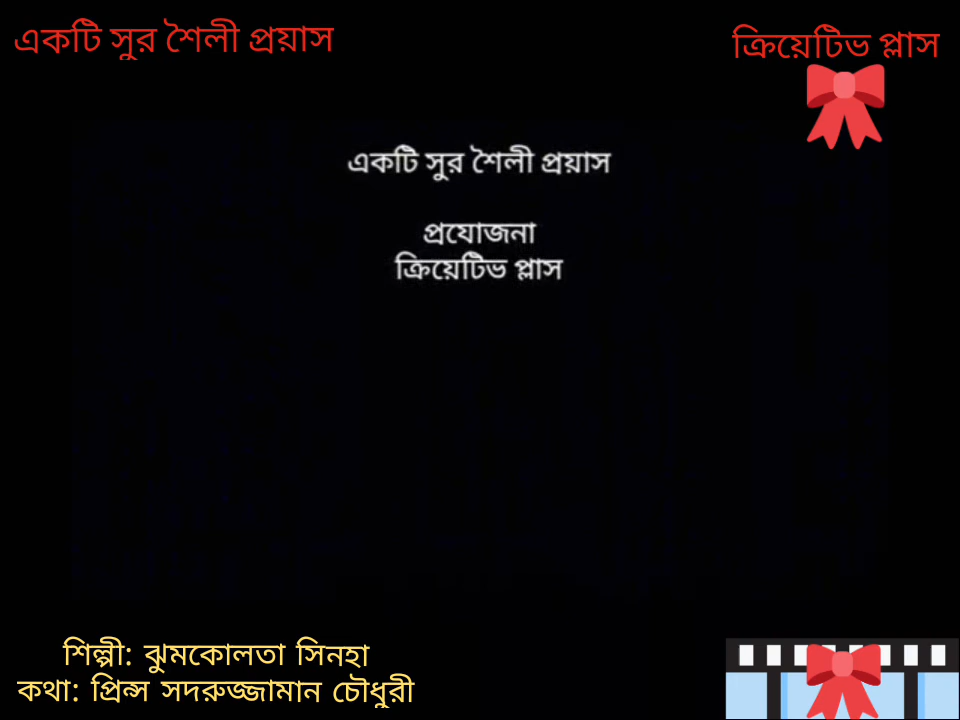 একটি সুর শৈলী প্রয়াস
ক্রিয়েটিভ প্লাস
একটি সুর শৈলী প্রয়াস
প্রযোজনা
ক্রিয়েটিভ প্লাস
শিল্পী: ঝুমকোলতা সিনহা
কথা: প্রিন্স সদরুজ্জামান চৌধুরী